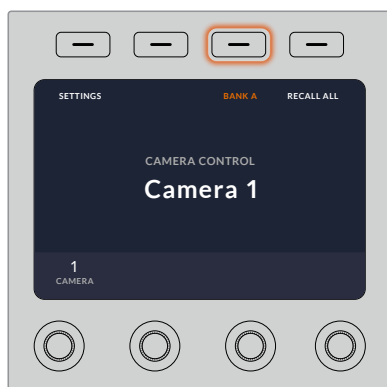 SETTINGS BANK A RECALL ALL
CAMERA CONTROL
Camera 1
1
CAMERA